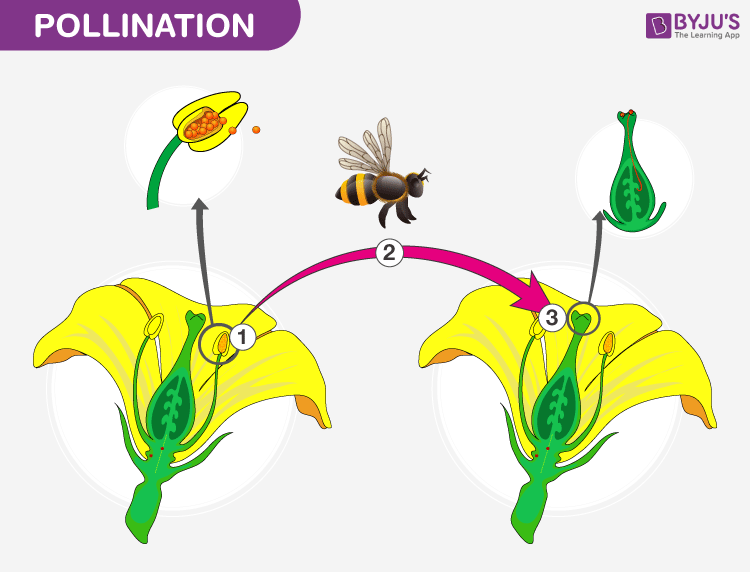 POLLINATION
BYJU'S
The Learning App
2
1
3